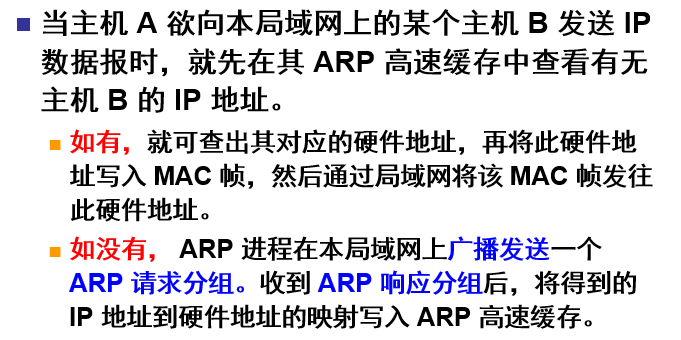 当主机 A 欲向本局域网上的某个主机 B 发送 IP
数据报时，就先在其 ARP 高速缓存中查看有无
主机 B 的 IP 地址。
如有，就可查出其对应的硬件地址，再将此硬件地
址写入 MAC 帧，然后通过局域网将该 MAC 帧发往
此硬件地址。
如没有， ARP 进程在本局域网上广播发送一个
ARP 请求分组。收到 ARP 响应分组后，将得到的
IP 地址到硬件地址的映射写入 ARP 高速缓存。